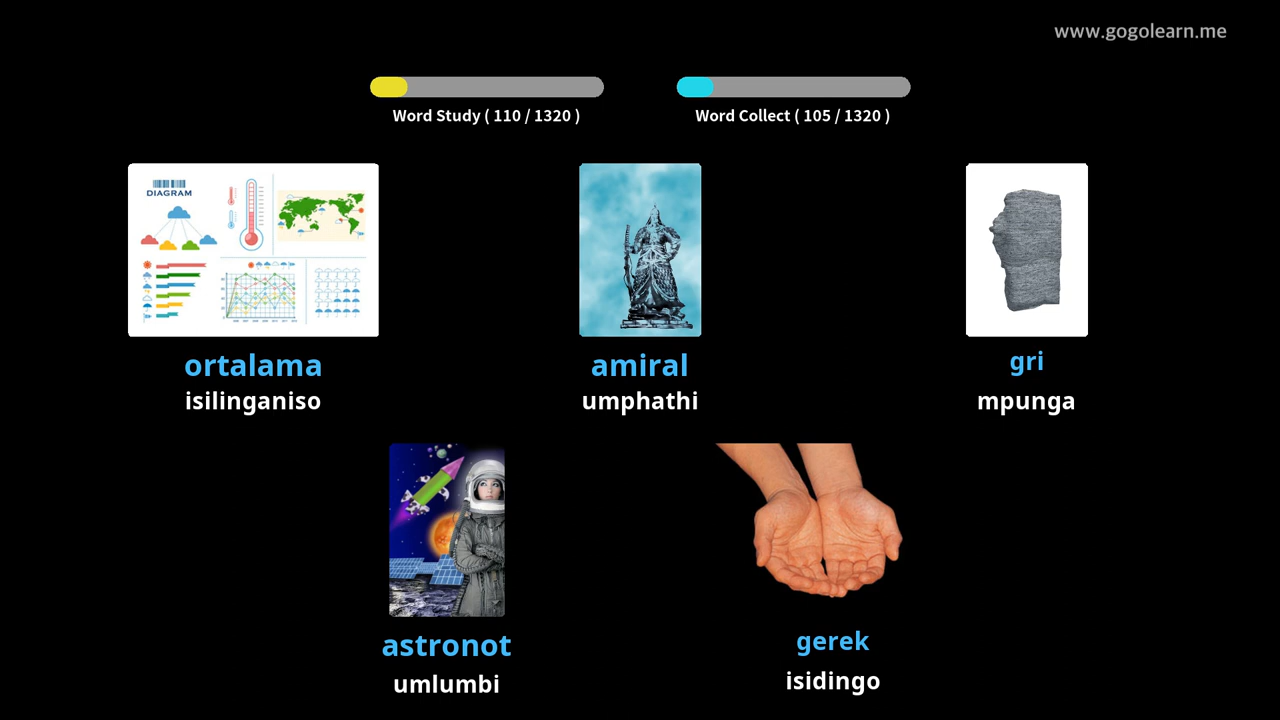 www.gogolearn.me
Word Study ( 110 / 1320 )
Word Collect ( 105 / 1320 )
DIAGRAM
ortalama
amiral
gri
isilinganiso
umphathi
mpunga
astronot
gerek
umlumbi
isidingo